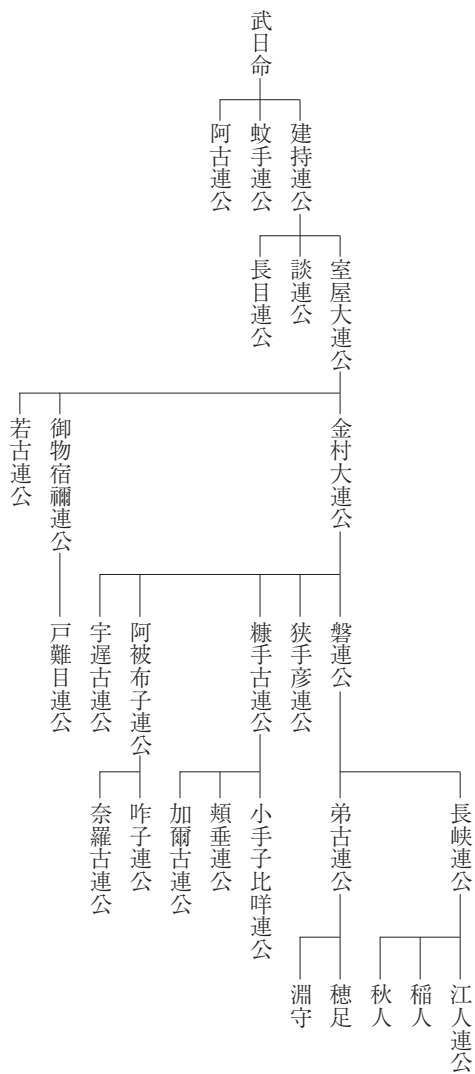 武日命
建持連公
蚊手連公
阿古連公
室屋大連公
談連公
長目連公
金村大連公
御物宿禰連公
若古連公
磐連公
狭手彦連公
糠手古連公
阿被布子連公
宇遅古連公
戸難目連公
長峡連公
弟古連公
小手子比咩連公
頬垂連公
加爾古連公
咋子連公
奈羅古連公
江人連公
稲人
秋人
穂足
淵守